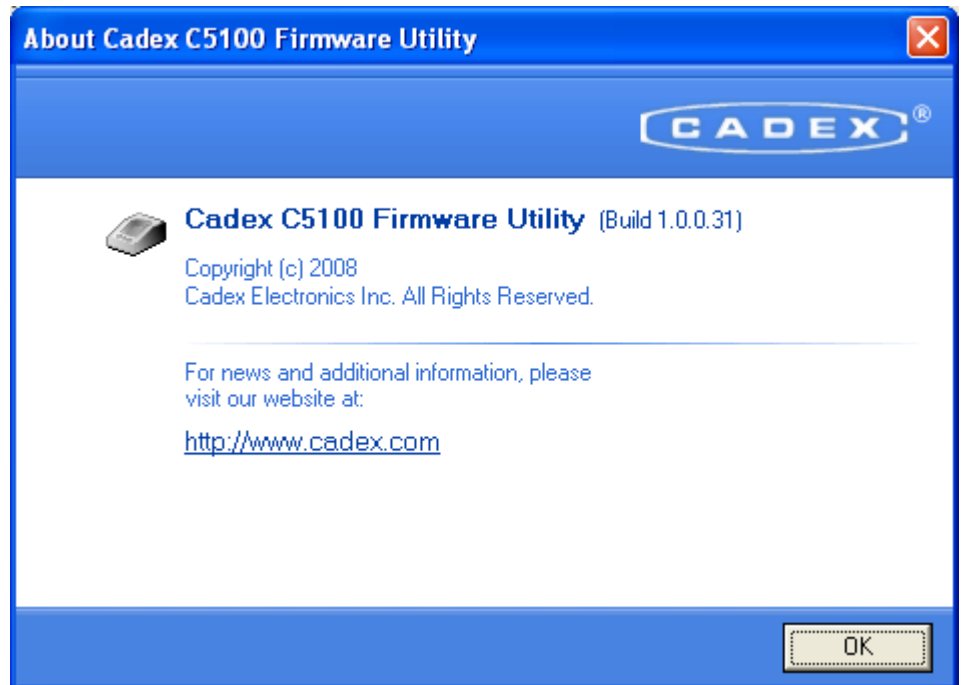 About Cadex C5100 Firmware Utility
CADEX®
Cadex C5100 Firmware Utility (Build 1.0.0.31)
Copyright (c) 2008
Cadex Electronics Inc. All Rights Reserved.
For news and additional information, please
visit our website at:
http://www.cadex.com
OK